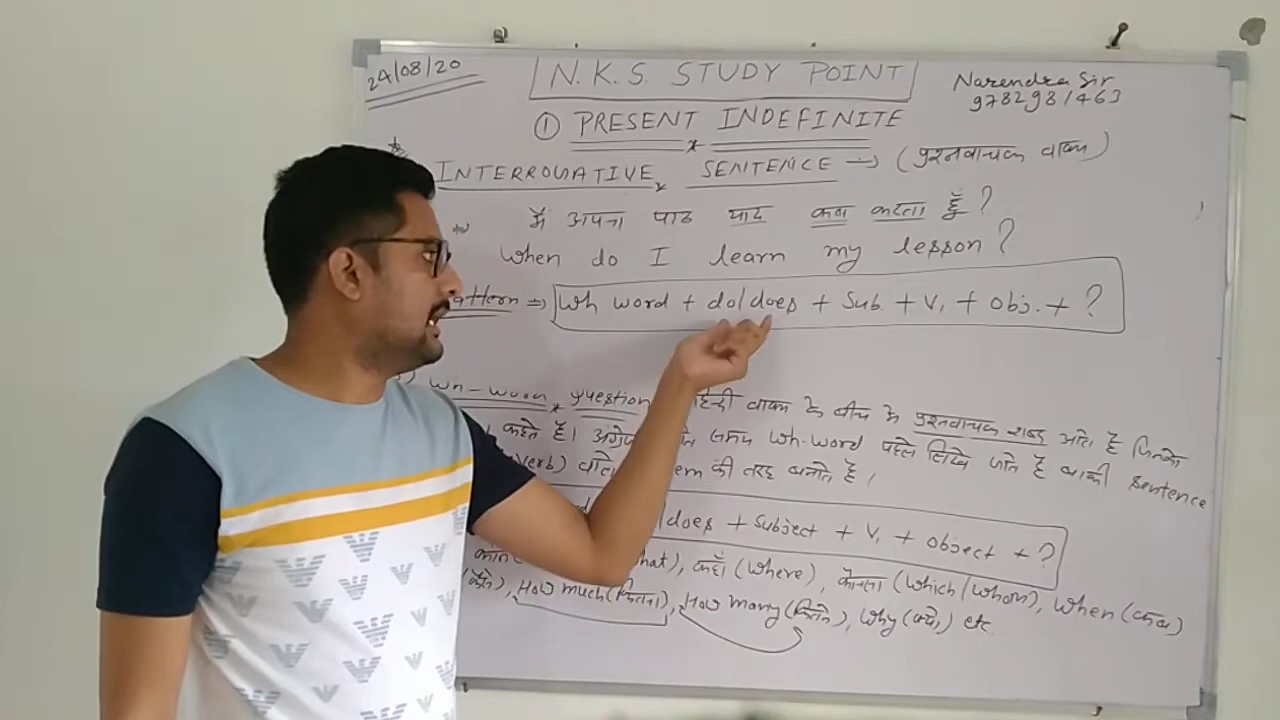 24/08/20
N.K.S. STUDY POINT
Narendra Sir
9782981463
① PRESENT INDEFINITE
INTERROGATIVE SENTENCE → (प्रश्नवाचक वाक्य)
मैं अपना पाठ याद कब करता हूँ ?
When do I learn my lesson ?
attern ⇒ Wh word + do/does + Sub. + V₁ + obj. + ?
Wh-word question हिन्दी वाक्य के बीच में प्रश्नवाचक शब्द आते है जिनको
कहते हैं। समय Wh-word पहले लिखे जाते है बाकी sentence
verb) की तरह बनाते है।
/does + Subject + V₁ + object + ?
कौन hat), कहाँ (where), कौनसा (which/whom), when (कब)
(कैसे), How much (कितना), How many (कितने), Why (क्यों) etc.